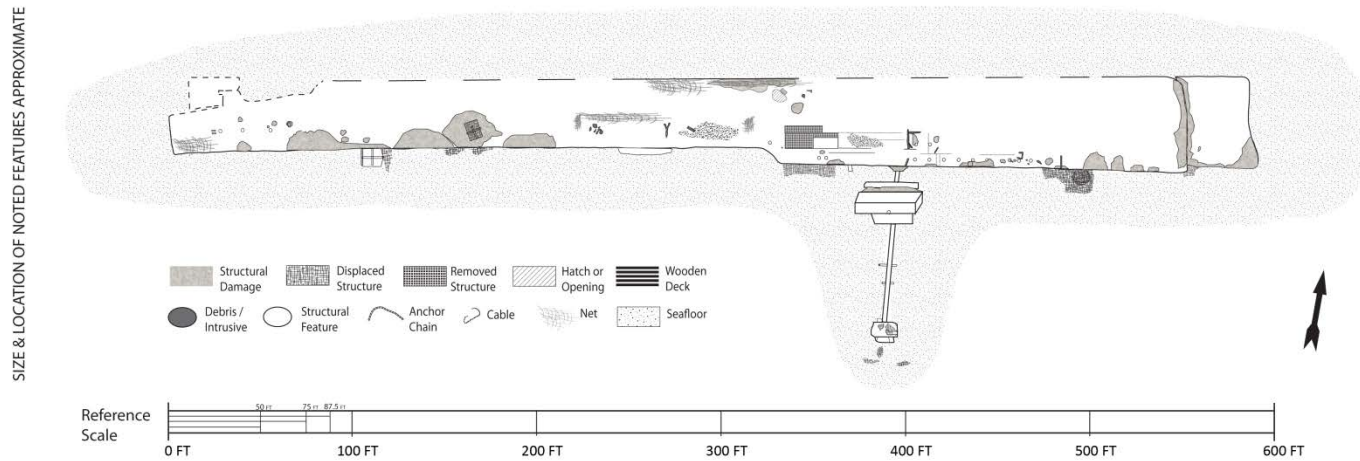 SIZE & LOCATION OF NOTED FEATURES APPROXIMATE
Structural
Damage
Displaced
Structure
Removed
Structure
Hatch or
Opening
Wooden
Deck
Debris /
Intrusive
Structural
Feature
Anchor
Chain
Cable
Net
Seafloor
Reference
Scale
50 FT
75 FT
87.5 FT
0 FT
100 FT
200 FT
300 FT
400 FT
500 FT
600 FT